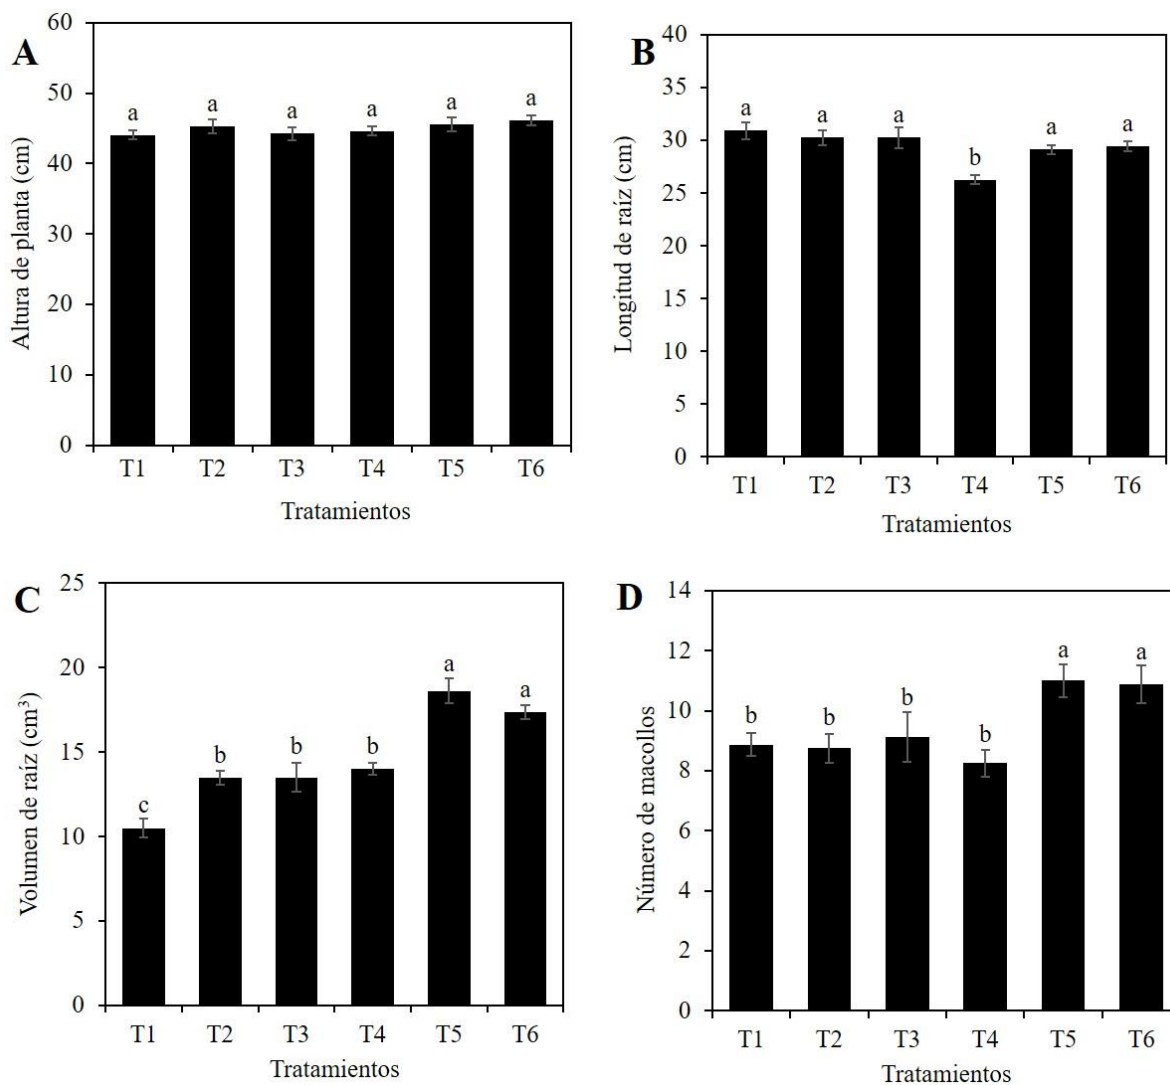 A
Altura de planta (cm)
60
50
40
30
20
10
0
a a a a a a
T1 T2 T3 T4 T5 T6
Tratamientos
B
Longitud de raíz (cm)
40
35
30
25
20
15
10
5
0
a a a b a a
T1 T2 T3 T4 T5 T6
Tratamientos
C
Volumen de raíz (cm³)
25
20
15
10
5
0
c b b b a a
T1 T2 T3 T4 T5 T6
Tratamientos
D
Número de macollos
14
12
10
8
6
4
2
0
b b b b a a
T1 T2 T3 T4 T5 T6
Tratamientos